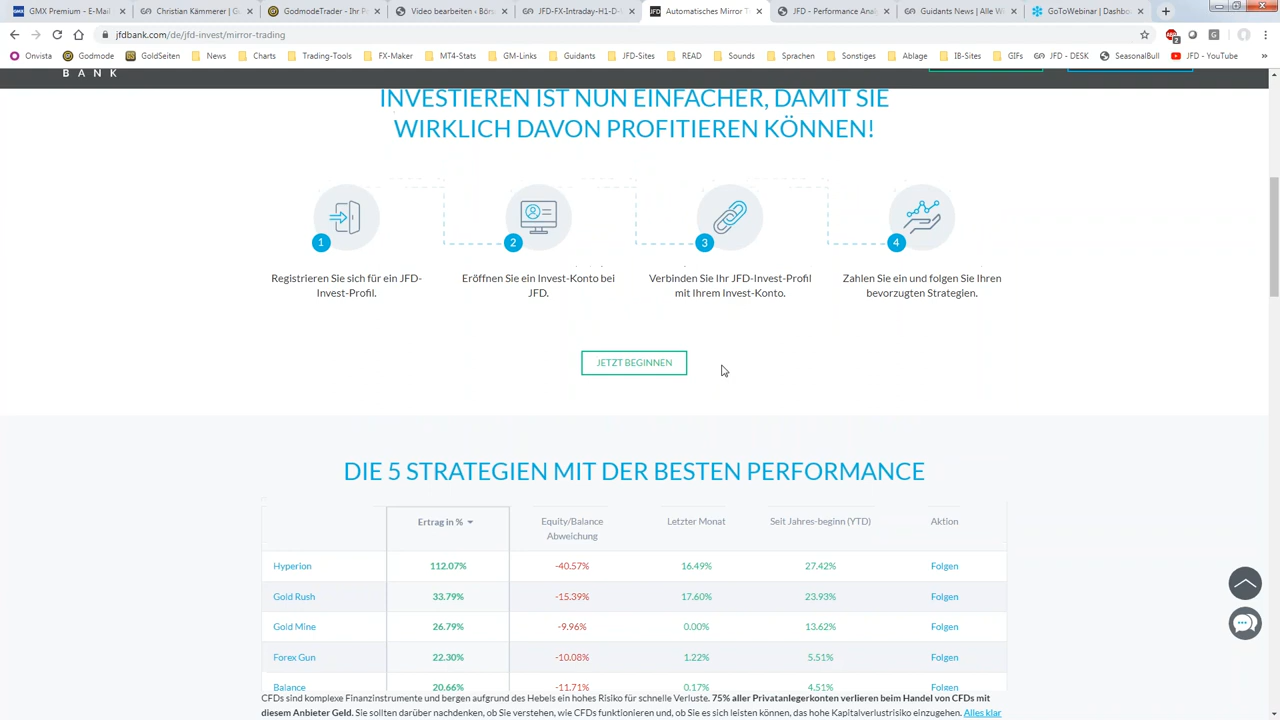 GMX Premium - E-Mail
Christian Kämmerer | G
GodmodeTrader - Ihr P
Video bearbeiten ‹ Börs
JFD-FX-Intraday-H1-D-
Automatisches Mirror T
JFD - Performance Anal
Guidants News | Alle W
GoToWebinar | Dashbo
jfdbank.com/de/jfd-invest/mirror-trading
Onvista Godmode GoldSeiten News Charts Trading-Tools FX-Maker MT4-Stats GM-Links Guidants JFD-Sites READ Sounds Sprachen Sonstiges Ablage IB-Sites GIFs JFD - DESK SeasonalBull JFD - YouTube
BANK
INVESTIEREN IST NUN EINFACHER, DAMIT SIE
WIRKLICH DAVON PROFITIEREN KÖNNEN!
1 2 3 4
Registrieren Sie sich für ein JFD-
Invest-Profil.
Eröffnen Sie ein Invest-Konto bei
JFD.
Verbinden Sie Ihr JFD-Invest-Profil
mit Ihrem Invest-Konto.
Zahlen Sie ein und folgen Sie Ihren
bevorzugten Strategien.
JETZT BEGINNEN
DIE 5 STRATEGIEN MIT DER BESTEN PERFORMANCE
Ertrag in % Equity/Balance Abweichung Letzter Monat Seit Jahres-beginn (YTD) Aktion
Hyperion 112.07% -40.57% 16.49% 27.42% Folgen
Gold Rush 33.79% -15.39% 17.60% 23.93% Folgen
Gold Mine 26.79% -9.96% 0.00% 13.62% Folgen
Forex Gun 22.30% -10.08% 1.22% 5.51% Folgen
Balance 20.66% -11.71% 0.17% 4.51% Folgen
CFDs sind komplexe Finanzinstrumente und bergen aufgrund des Hebels ein hohes Risiko für schnelle Verluste. 75% aller Privatanlegerkonten verlieren beim Handel von CFDs mit
diesem Anbieter Geld. Sie sollten darüber nachdenken, ob Sie verstehen, wie CFDs funktionieren und, ob Sie es sich leisten können, das hohe Kapitalverlustrisiko einzugehen. Alles klar